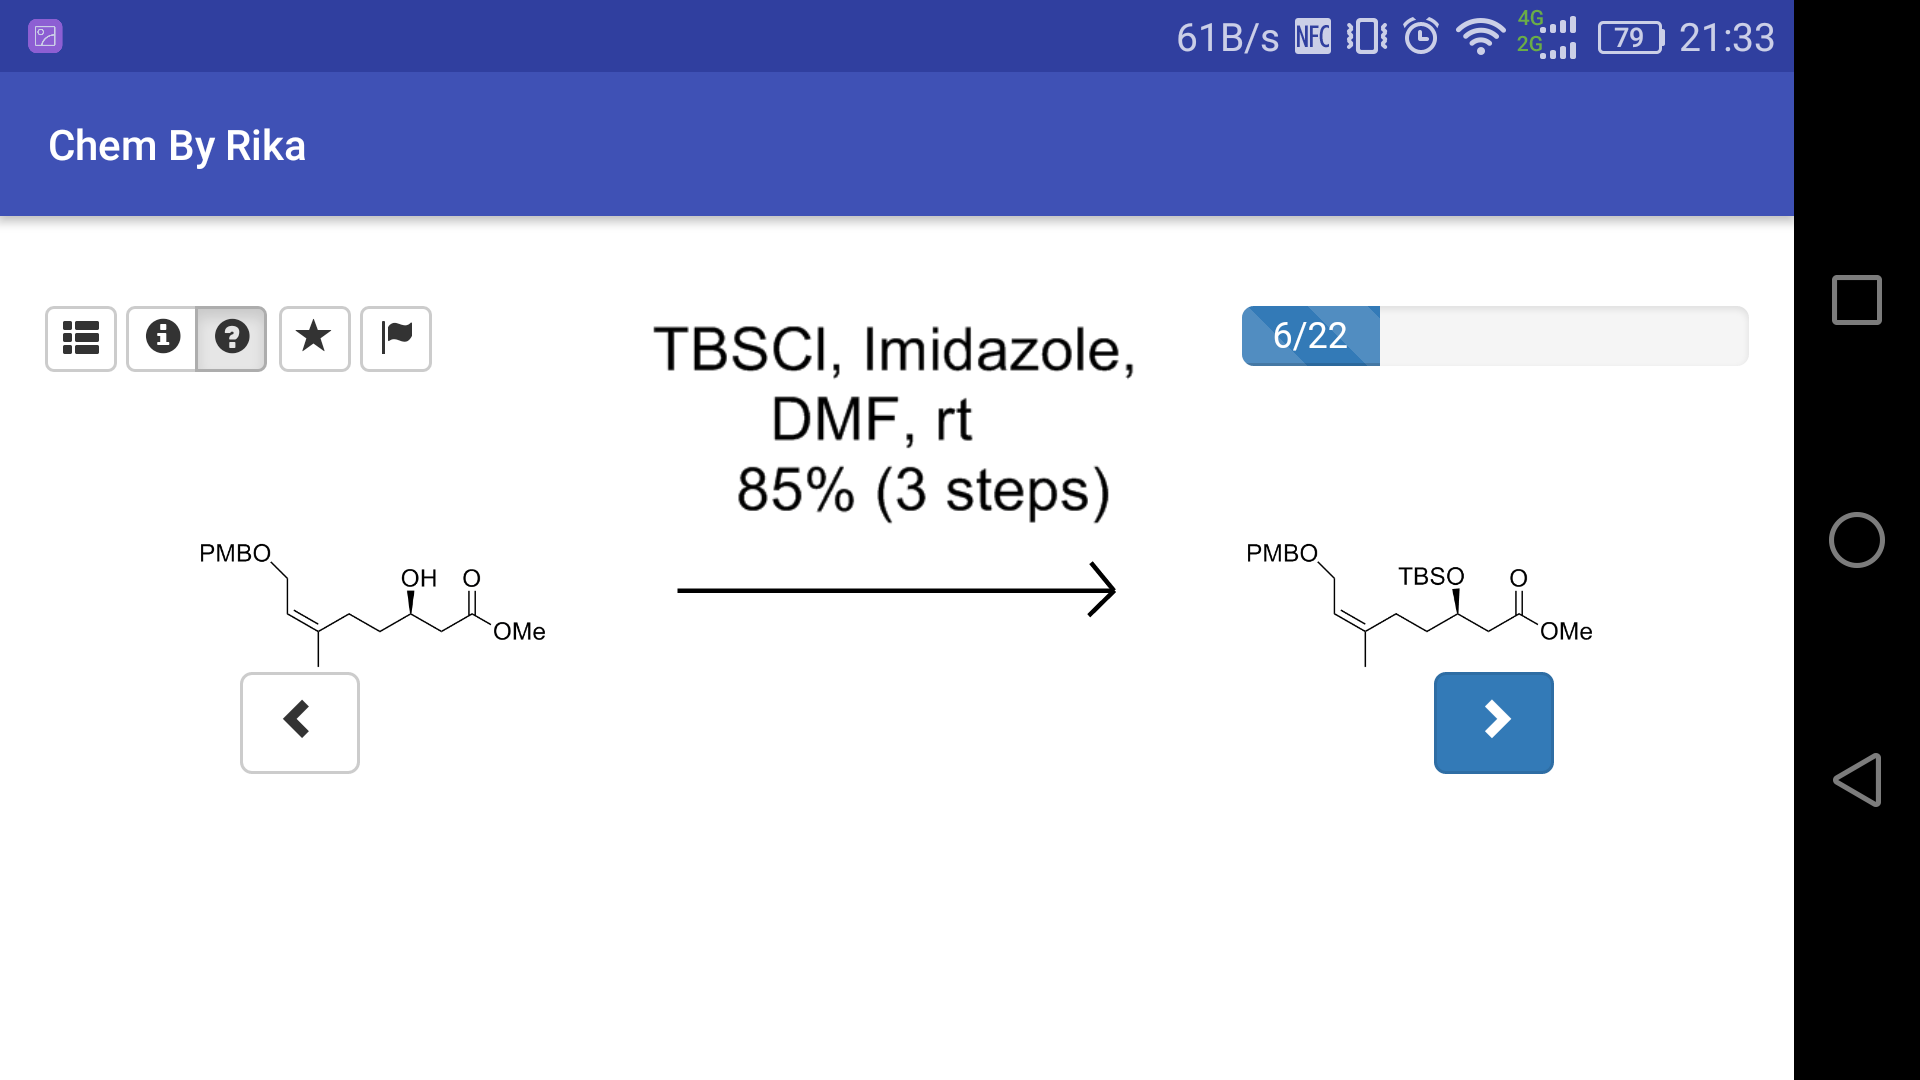 61B/s NFC 4G 2G 79 21:33
Chem By Rika
TBSCl, Imidazole,
DMF, rt
85% (3 steps)
6/22
PMBO
OH O
OMe
PMBO
TBSO O
OMe